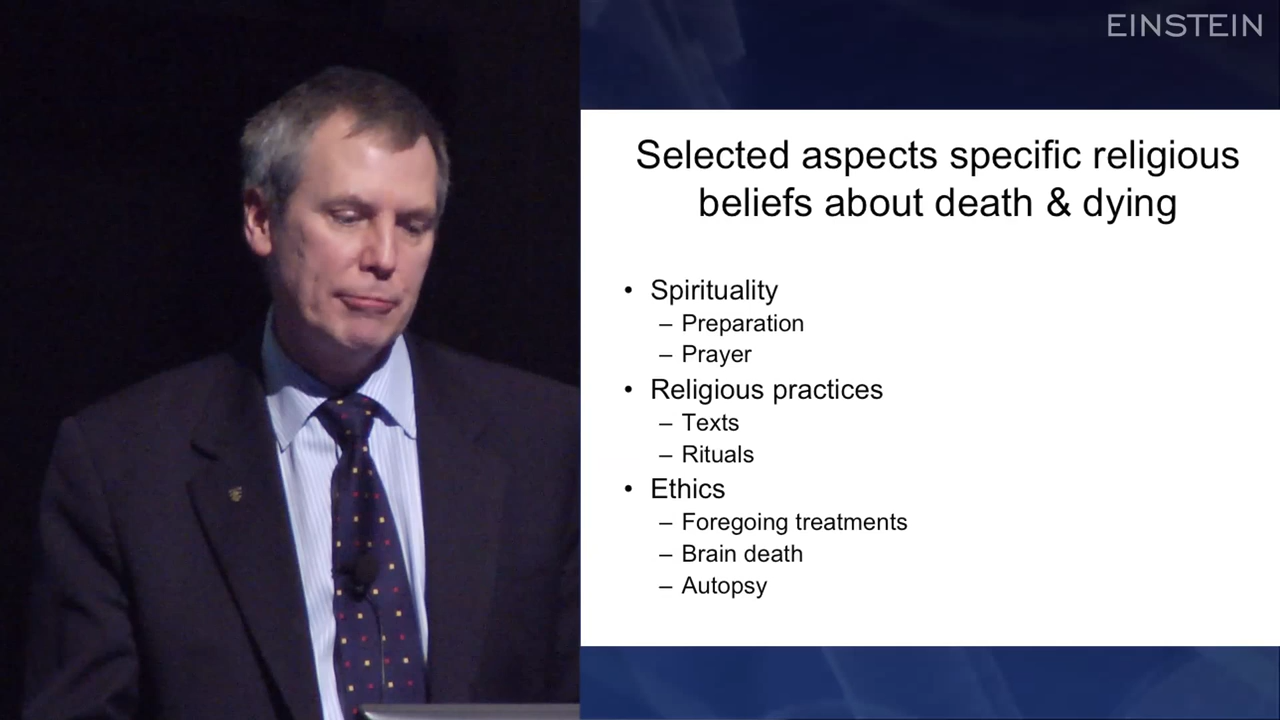 EINSTEIN
Selected aspects specific religious
beliefs about death & dying
• Spirituality
– Preparation
– Prayer
• Religious practices
– Texts
– Rituals
• Ethics
– Foregoing treatments
– Brain death
– Autopsy